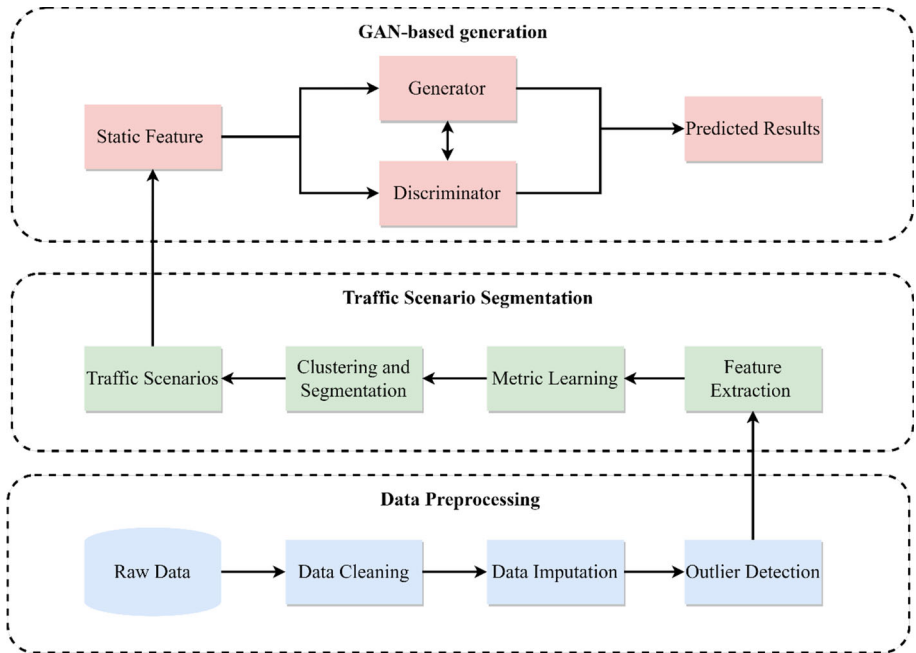 GAN-based generation
Generator
Static Feature
Predicted Results
Discriminator
Traffic Scenario Segmentation
Traffic Scenarios
Clustering and
Segmentation
Metric Learning
Feature
Extraction
Data Preprocessing
Raw Data
Data Cleaning
Data Imputation
Outlier Detection